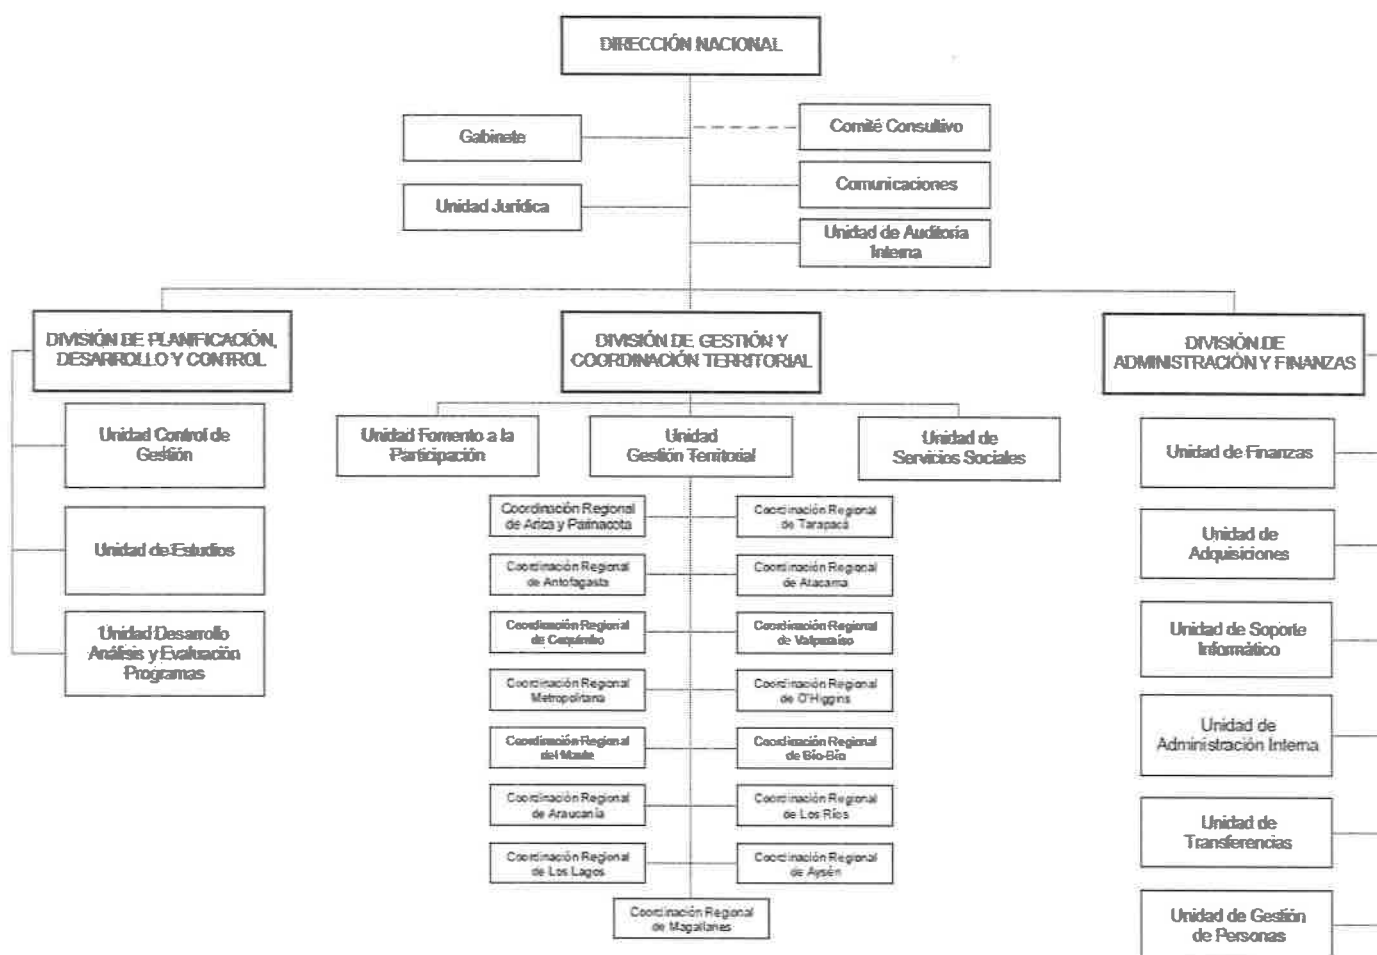 DIRECCIÓN NACIONAL
Gabinete
Comité Consultivo
Comunicaciones
Unidad Jurídica
Unidad de Auditoría
Interna
DIVISIÓN DE PLANIFICACIÓN,
DESARROLLO Y CONTROL
Unidad Control de
Gestión
Unidad de Estudios
Unidad Desarrollo
Análisis y Evaluación
Programas
DIVISIÓN DE GESTIÓN Y
COORDINACIÓN TERRITORIAL
Unidad Fomento a la
Participación
Unidad
Gestión Territorial
Unidad de
Servicios Sociales
Coordinación Regional
de Arica y Parinacota
Coordinación Regional
de Tarapacá
Coordinación Regional
de Antofagasta
Coordinación Regional
de Atacama
Coordinación Regional
de Coquimbo
Coordinación Regional
de Valparaíso
Coordinación Regional
Metropolitana
Coordinación Regional
de O'Higgins
Coordinación Regional
del Maule
Coordinación Regional
de Bío-Bío
Coordinación Regional
de Araucanía
Coordinación Regional
de Los Ríos
Coordinación Regional
de Los Lagos
Coordinación Regional
de Aysén
Coordinación Regional
de Magallanes
DIVISIÓN DE
ADMINISTRACIÓN Y FINANZAS
Unidad de Finanzas
Unidad de
Adquisiciones
Unidad de Soporte
Informático
Unidad de
Administración Interna
Unidad de
Transferencias
Unidad de Gestión
de Personas